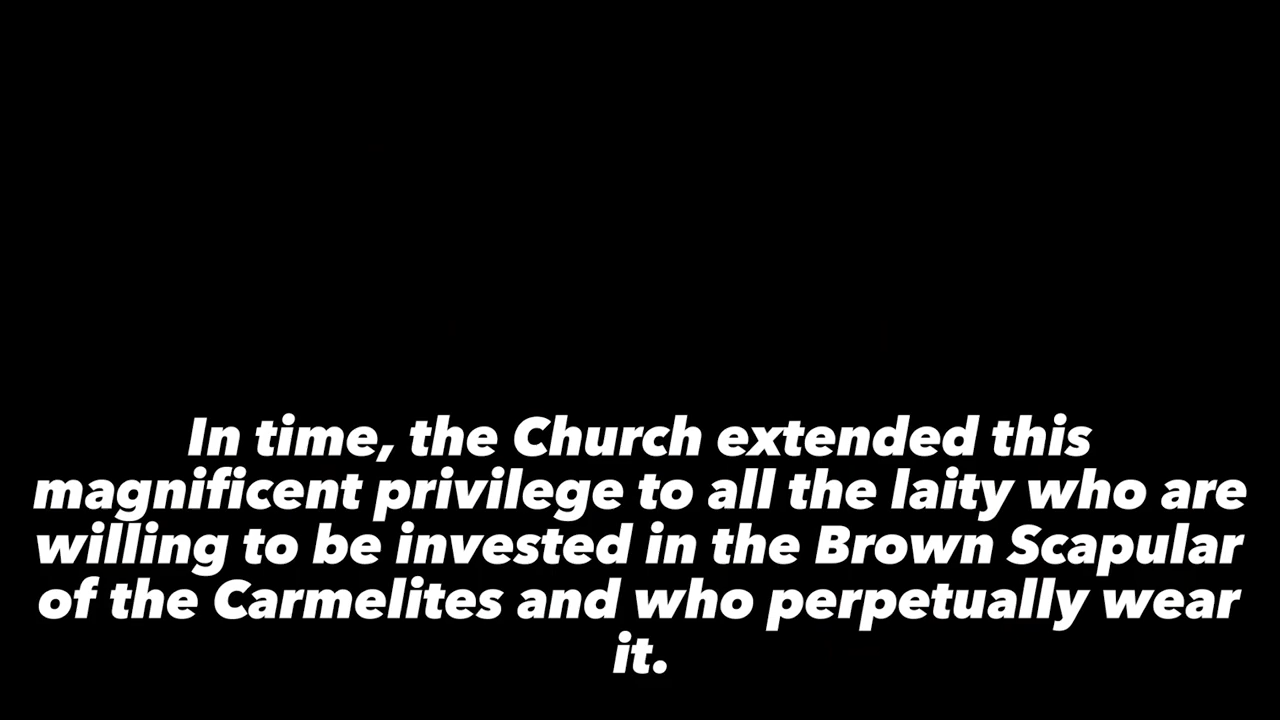 In time, the Church extended this
magnificent privilege to all the laity who are
willing to be invested in the Brown Scapular
of the Carmelites and who perpetually wear
it.